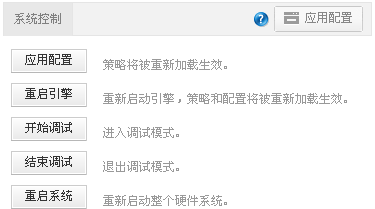 系统控制 应用配置
应用配置 策略将被重新加载生效。
重启引擎 重新启动引擎，策略和配置将被重新加载生效。
开始调试 进入调试模式。
结束调试 退出调试模式。
重启系统 重新启动整个硬件系统。